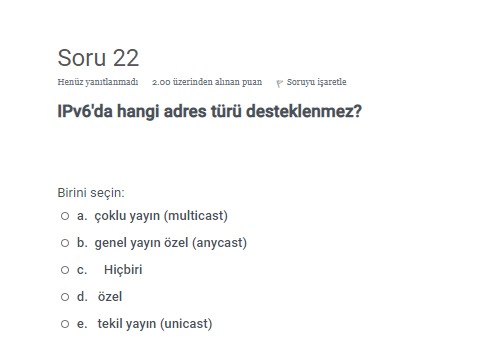 Soru 22
Henüz yanıtlanmadı 2.00 üzerinden alınan puan Soruyu işaretle
IPv6'da hangi adres türü desteklenmez?
Birini seçin:
a. çoklu yayın (multicast)
b. genel yayın özel (anycast)
c. Hiçbiri
d. özel
e. tekil yayın (unicast)